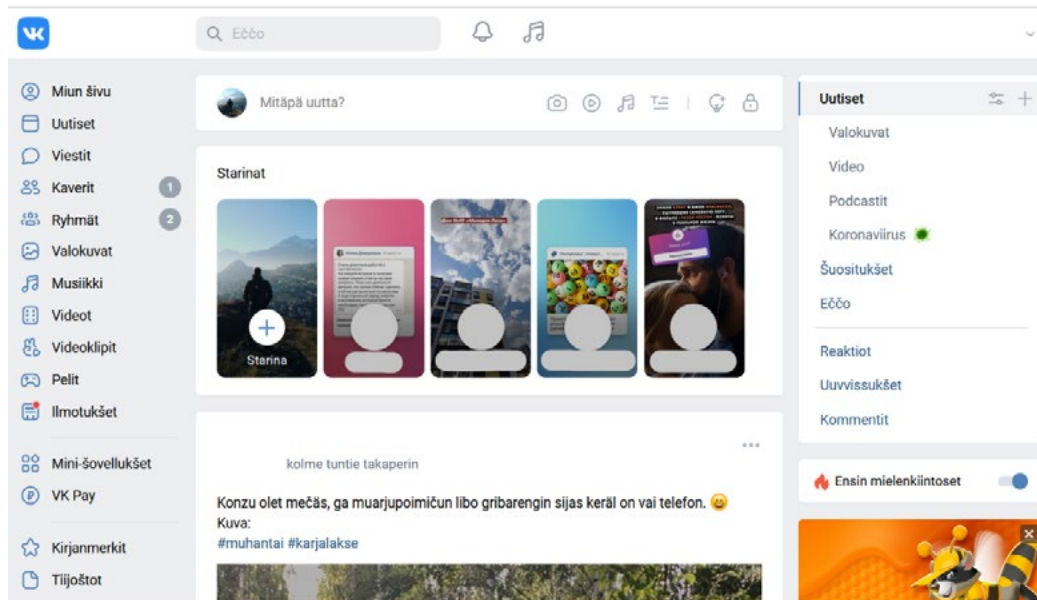 Eččo
Miun šivu
Uutiset
Viestit
Kaverit 1
Ryhmät 2
Valokuvat
Musiikki
Videot
Videoklipit
Pelit
Ilmotukšet
Mini-šovellukšet
VK Pay
Kirjanmerkit
Tiijoštot
Mitäpä uutta?
Starinat
Starina
kolme tuntie takaperin
Konzu olet mečäs, ga muarjupoimičun libo gribarengin sijas keräl on vai telefon. 😄
Kuva:
#muhantai #karjalakse
Uutiset
Valokuvat
Video
Podcastit
Koronaviirus
Šuositukšet
Eččo
Reaktiot
Uuvvissukšet
Kommentit
Ensin mielenkiintoset